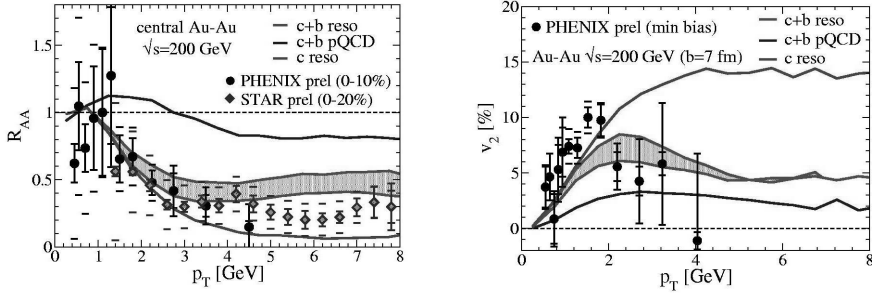 central Au-Au
√s=200 GeV
c+b reso
c+b pQCD
c reso
PHENIX prel (0-10%)
STAR prel (0-20%)
R_AA
1.5
1
0.5
0
0 1 2 3 4 5 6 7 8
p_T [GeV]
PHENIX prel (min bias)
Au-Au √s=200 GeV (b=7 fm)
c+b reso
c+b pQCD
c reso
v_2 [%]
20
15
10
5
0
0 2 4 6 8
p_T [GeV]